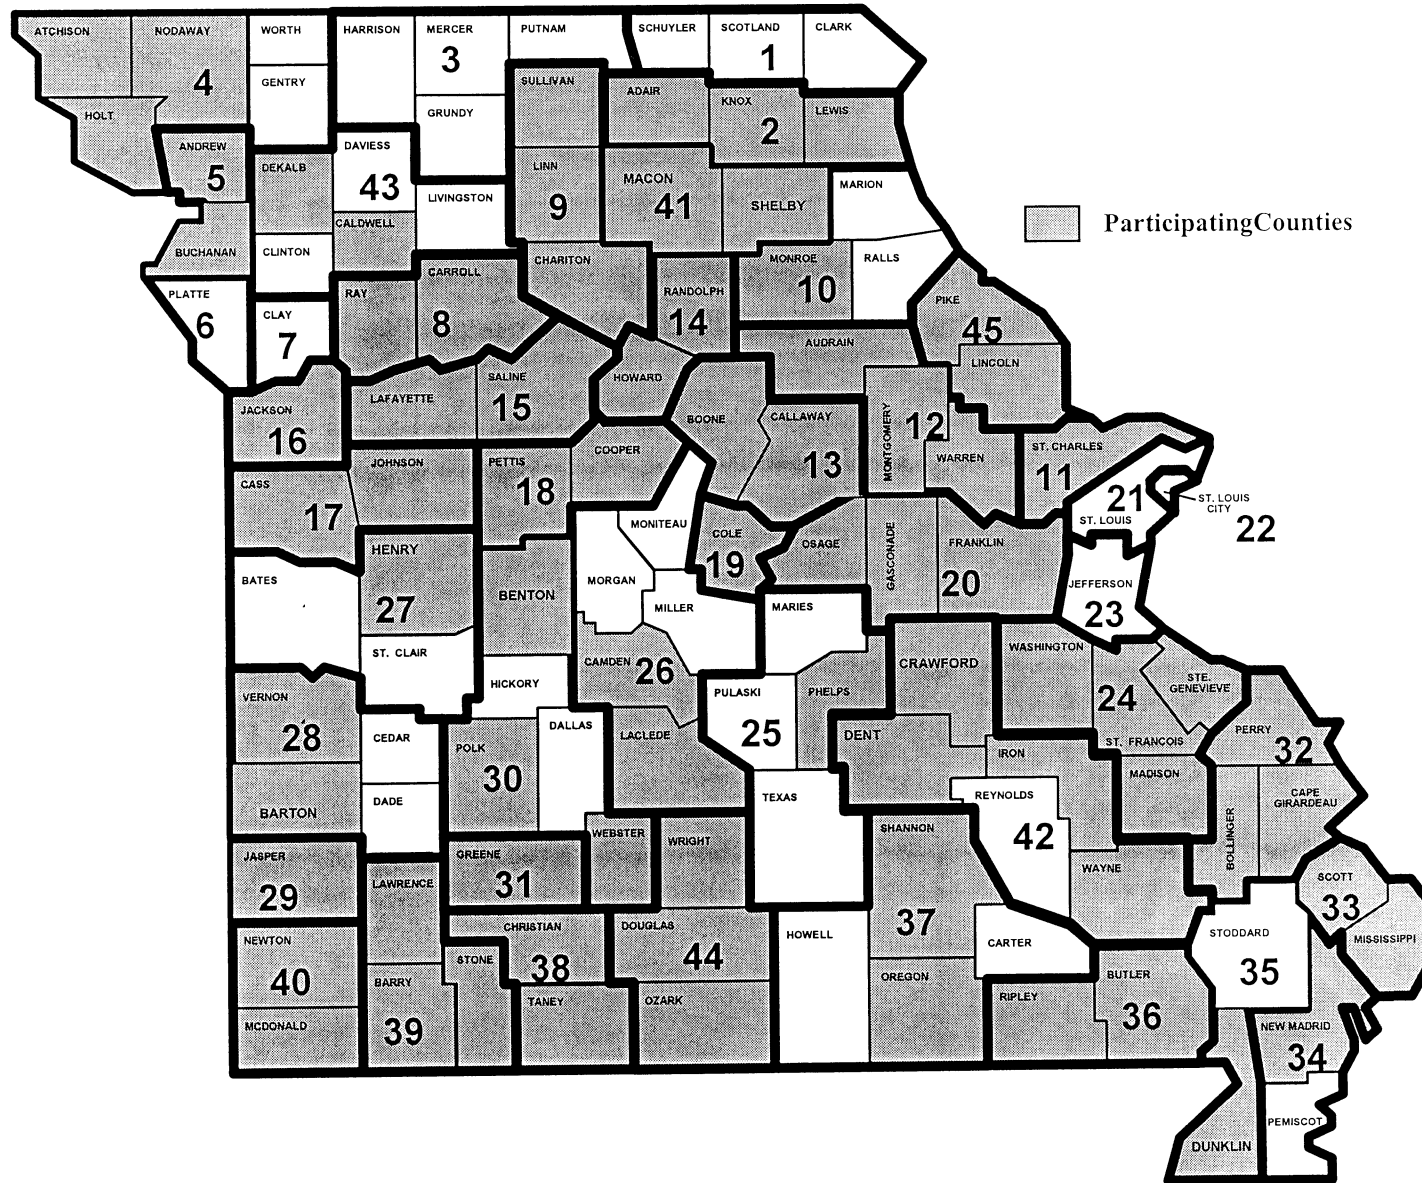 ATCHISON
NODAWAY
WORTH
HARRISON
MERCER
PUTNAM
SCHUYLER
SCOTLAND
CLARK
3
1
4
GENTRY
SULLIVAN
ADAIR
KNOX
LEWIS
HOLT
GRUNDY
2
ANDREW
DAVIESS
5
DEKALB
43
LINN
MACON
MARION
LIVINGSTON
9
41
SHELBY
CALDWELL
BUCHANAN
CLINTON
ParticipatingCounties
CHARITON
MONROE
RALLS
PLATTE
CARROLL
RANDOLPH
10
PIKE
6
CLAY
RAY
8
14
45
7
AUDRAIN
LINCOLN
SALINE
HOWARD
JACKSON
LAFAYETTE
15
BOONE
CALLAWAY
MONTGOMERY
12
16
COOPER
ST. CHARLES
JOHNSON
PETTIS
13
WARREN
11
CASS
18
21
ST. LOUIS
CITY
17
MONITEAU
ST. LOUIS
22
COLE
OSAGE
GASCONADE
FRANKLIN
HENRY
19
BATES
MORGAN
20
JEFFERSON
BENTON
27
MILLER
MARIES
23
ST. CLAIR
CAMDEN
26
CRAWFORD
WASHINGTON
HICKORY
PULASKI
PHELPS
STE.
GENEVIEVE
VERNON
24
28
CEDAR
DALLAS
LACLEDE
25
DENT
ST. FRANCOIS
PERRY
32
POLK
30
IRON
MADISON
DADE
TEXAS
REYNOLDS
CAPE
GIRARDEAU
BARTON
WEBSTER
WRIGHT
SHANNON
42
BOLLINGER
JASPER
GREENE
29
LAWRENCE
31
WAYNE
SCOTT
33
CHRISTIAN
DOUGLAS
HOWELL
37
STODDARD
MISSISSIPPI
NEWTON
CARTER
40
STONE
38
44
35
BARRY
OREGON
BUTLER
TANEY
OZARK
RIPLEY
MCDONALD
39
36
NEW MADRID
34
PEMISCOT
DUNKLIN